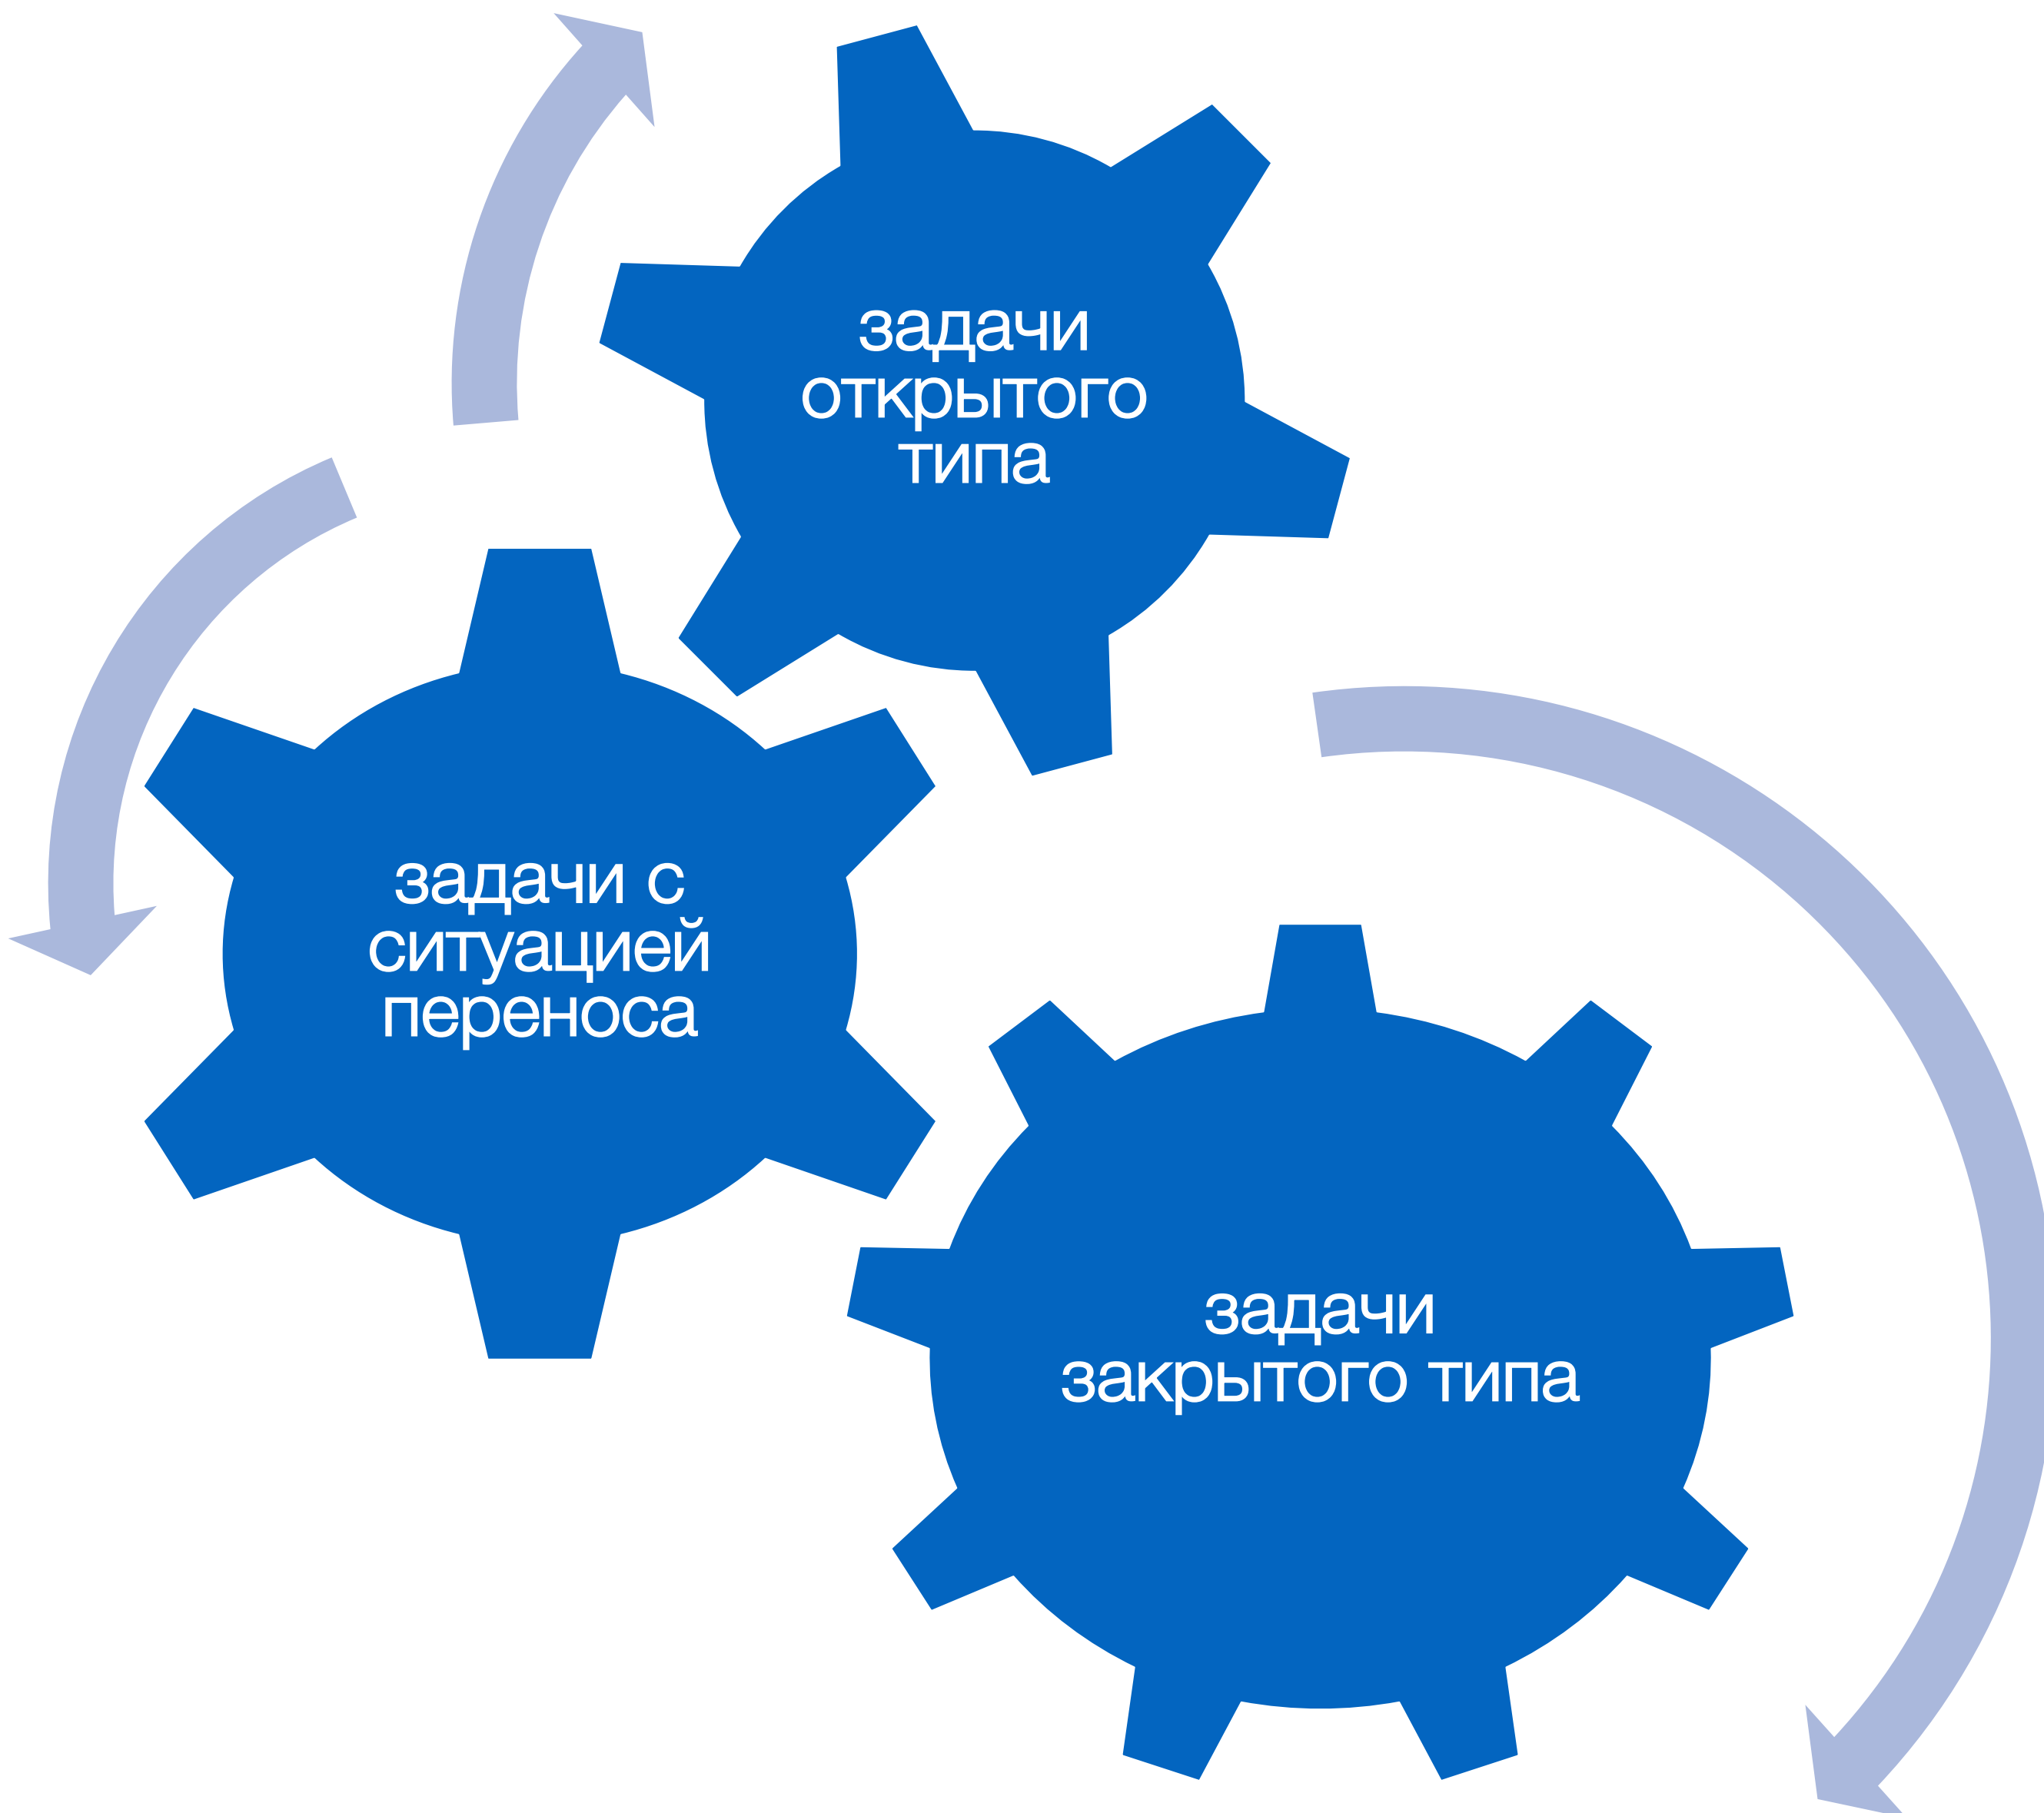 задачи
открытого
типа
задачи с
ситуацией
переноса
задачи
закрытого типа